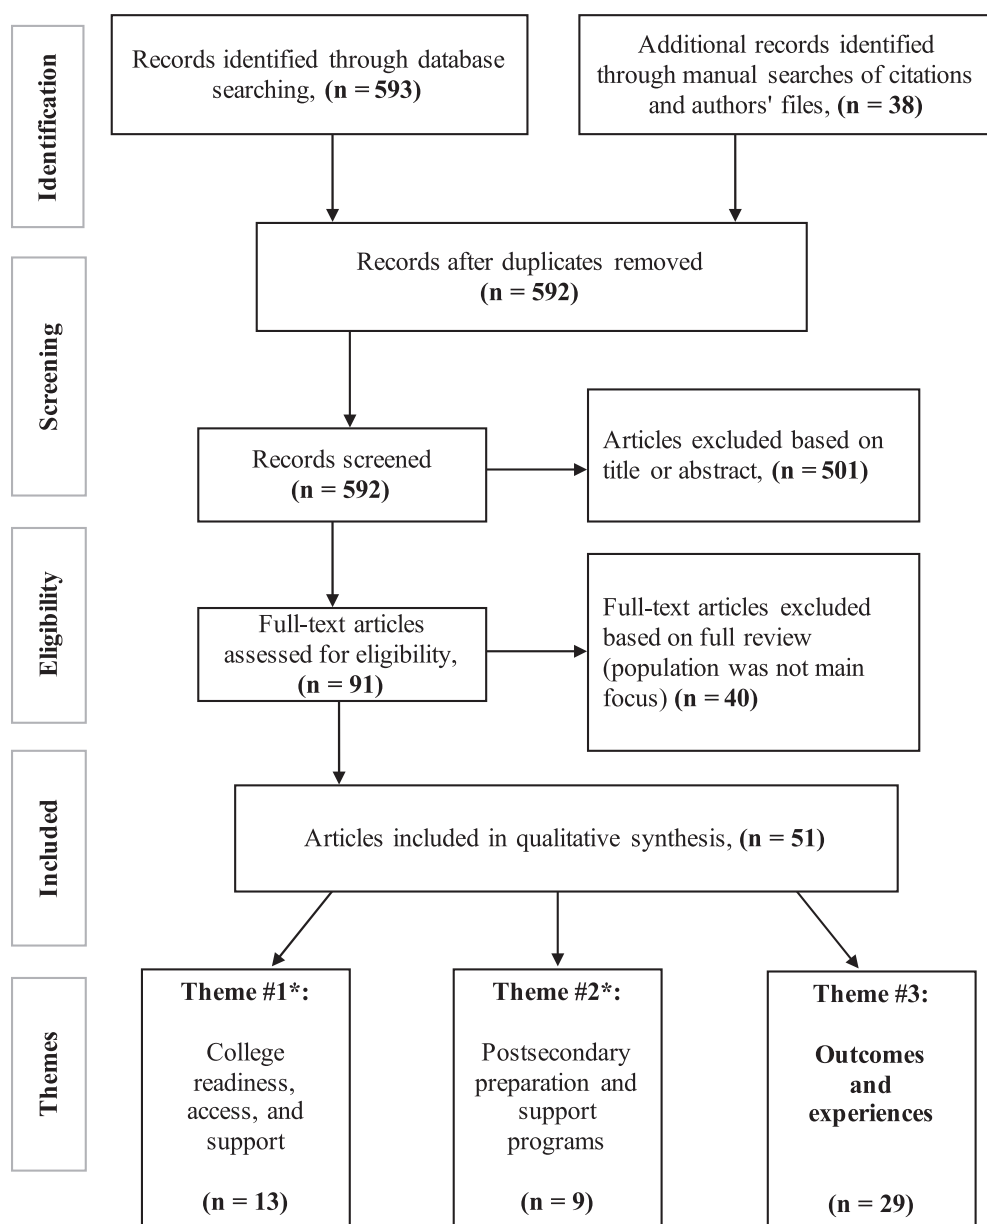 Identification
Records identified through database
searching, (n = 593)
Additional records identified
through manual searches of citations
and authors' files, (n = 38)
Screening
Records after duplicates removed
(n = 592)
Records screened
(n = 592)
Articles excluded based on
title or abstract, (n = 501)
Eligibility
Full-text articles
assessed for eligibility,
(n = 91)
Full-text articles excluded
based on full review
(population was not main
focus) (n = 40)
Included
Articles included in qualitative synthesis, (n = 51)
Themes
Theme #1*:
College
readiness,
access, and
support
(n = 13)
Theme #2*:
Postsecondary
preparation and
support
programs
(n = 9)
Theme #3:
Outcomes
and
experiences
(n = 29)